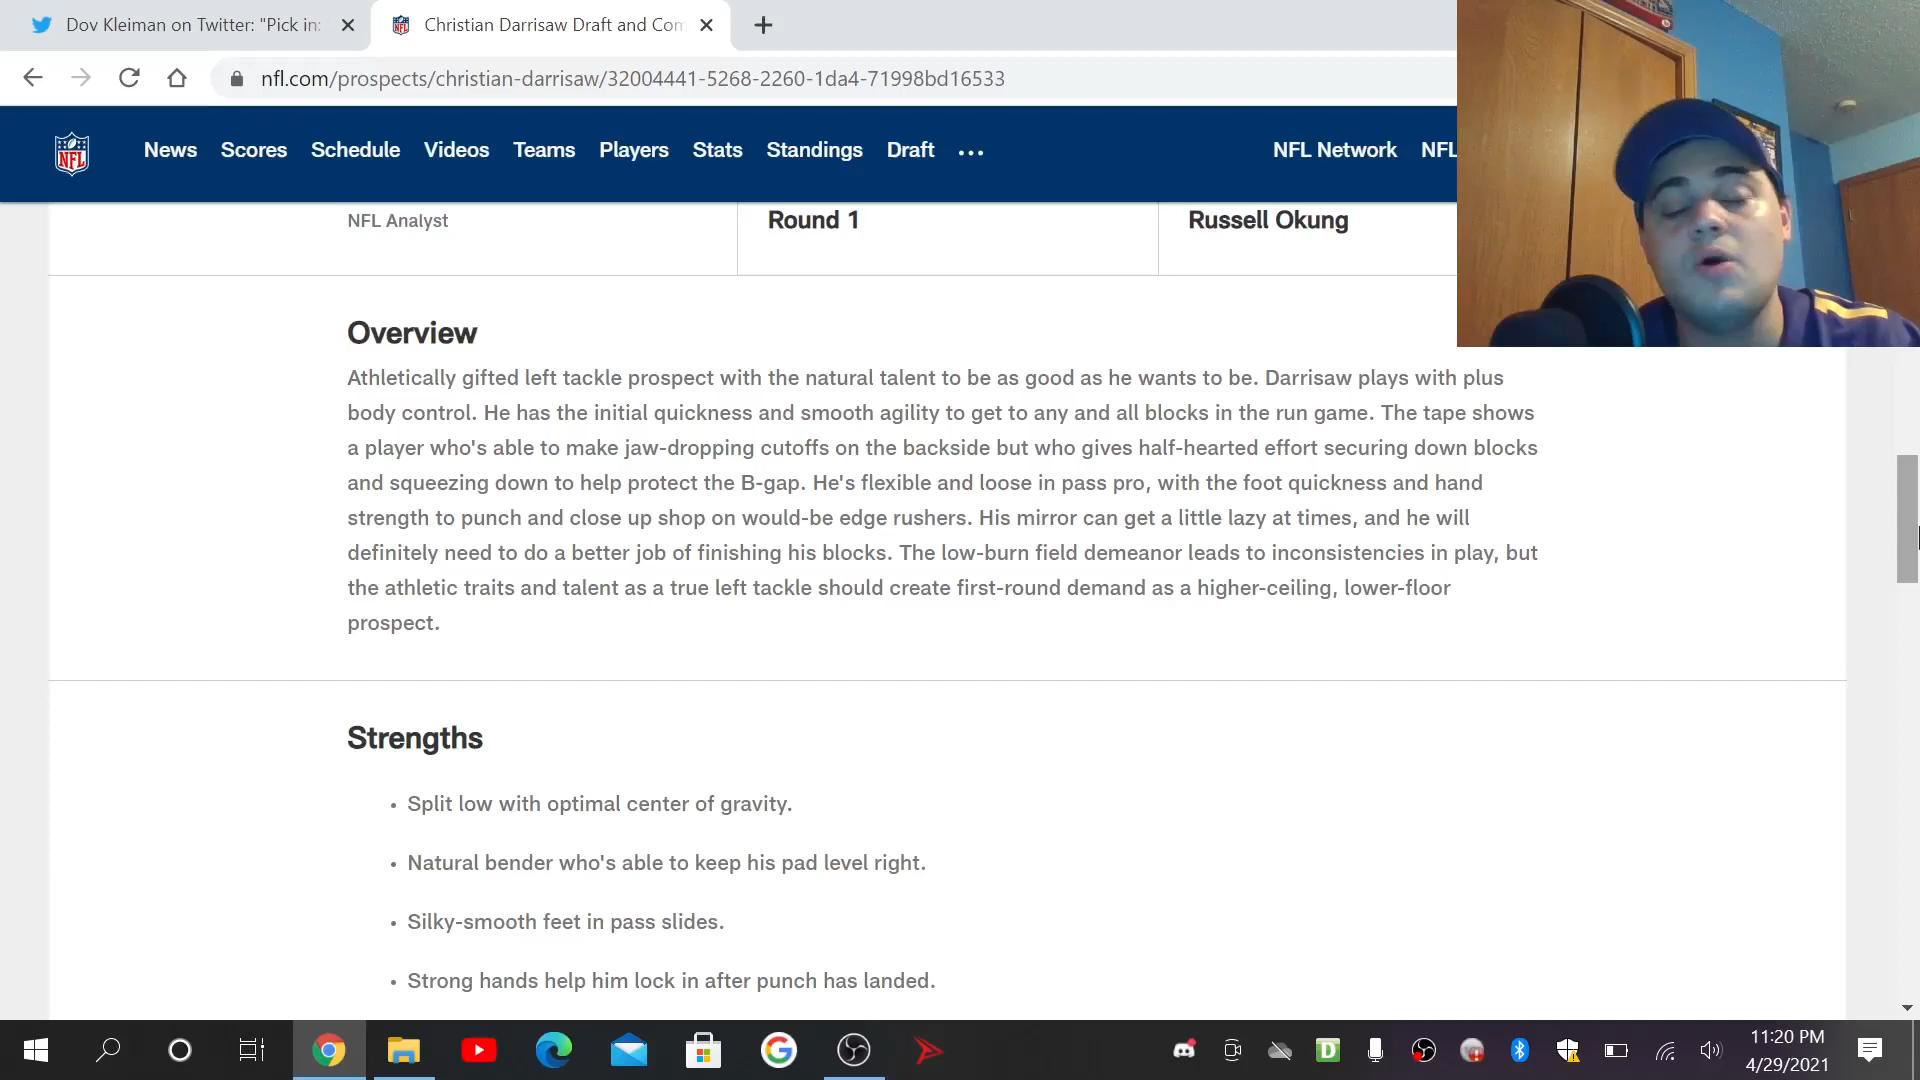 Dov Kleiman on Twitter: "Pick in:
Christian Darrisaw Draft and Com
nfl.com/prospects/christian-darrisaw/32004441-5268-2260-1da4-71998bd16533
NFL
News Scores Schedule Videos Teams Players Stats Standings Draft ... NFL Network NFL
NFL Analyst
Round 1
Russell Okung
Overview
Athletically gifted left tackle prospect with the natural talent to be as good as he wants to be. Darrisaw plays with plus
body control. He has the initial quickness and smooth agility to get to any and all blocks in the run game. The tape shows
a player who's able to make jaw-dropping cutoffs on the backside but who gives half-hearted effort securing down blocks
and squeezing down to help protect the B-gap. He's flexible and loose in pass pro, with the foot quickness and hand
strength to punch and close up shop on would-be edge rushers. His mirror can get a little lazy at times, and he will
definitely need to do a better job of finishing his blocks. The low-burn field demeanor leads to inconsistencies in play, but
the athletic traits and talent as a true left tackle should create first-round demand as a higher-ceiling, lower-floor
prospect.
Strengths
• Split low with optimal center of gravity.
• Natural bender who's able to keep his pad level right.
• Silky-smooth feet in pass slides.
• Strong hands help him lock in after punch has landed.
D
11:20 PM
4/29/2021